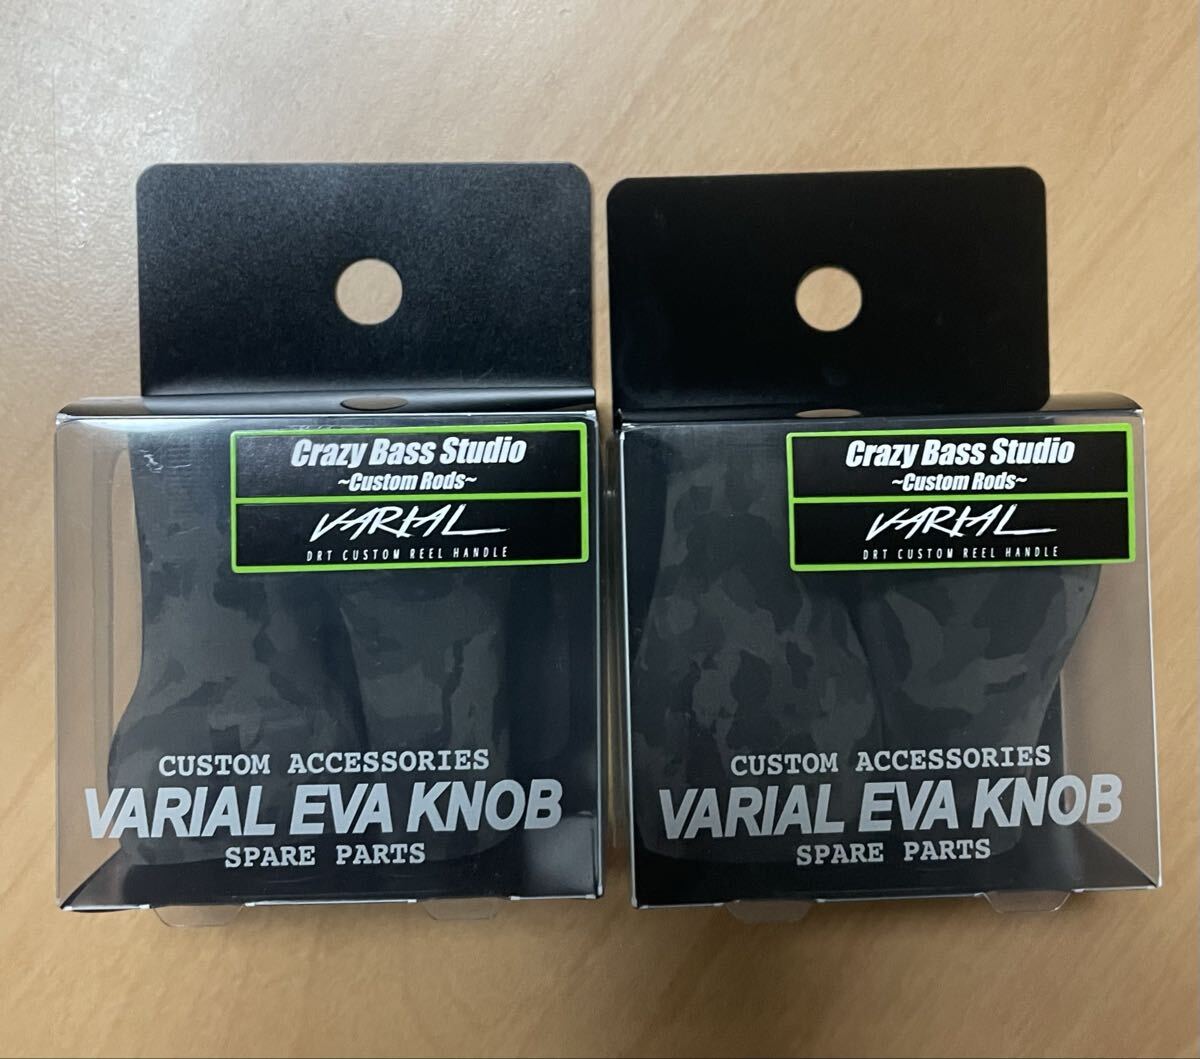 Crazy Bass Studio
~Custom Rods~
VARIAL
DRT CUSTOM REEL HANDLE
CUSTOM ACCESSORIES
VARIAL EVA KNOB
SPARE PARTS
Crazy Bass Studio
~Custom Rods~
VARIAL
DRT CUSTOM REEL HANDLE
CUSTOM ACCESSORIES
VARIAL EVA KNOB
SPARE PARTS